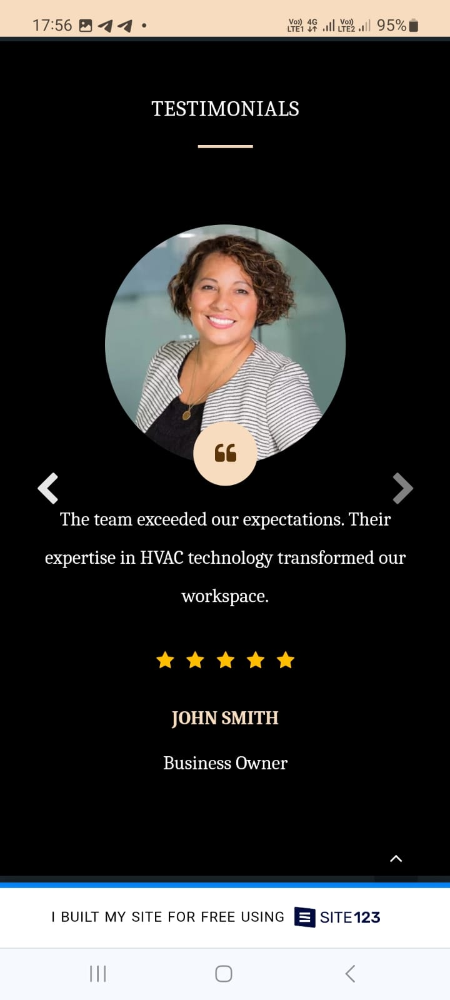 17:56 Vo)) LTE1 4G Vo)) LTE2 95%
TESTIMONIALS
The team exceeded our expectations. Their
expertise in HVAC technology transformed our
workspace.
JOHN SMITH
Business Owner
I BUILT MY SITE FOR FREE USING SITE123